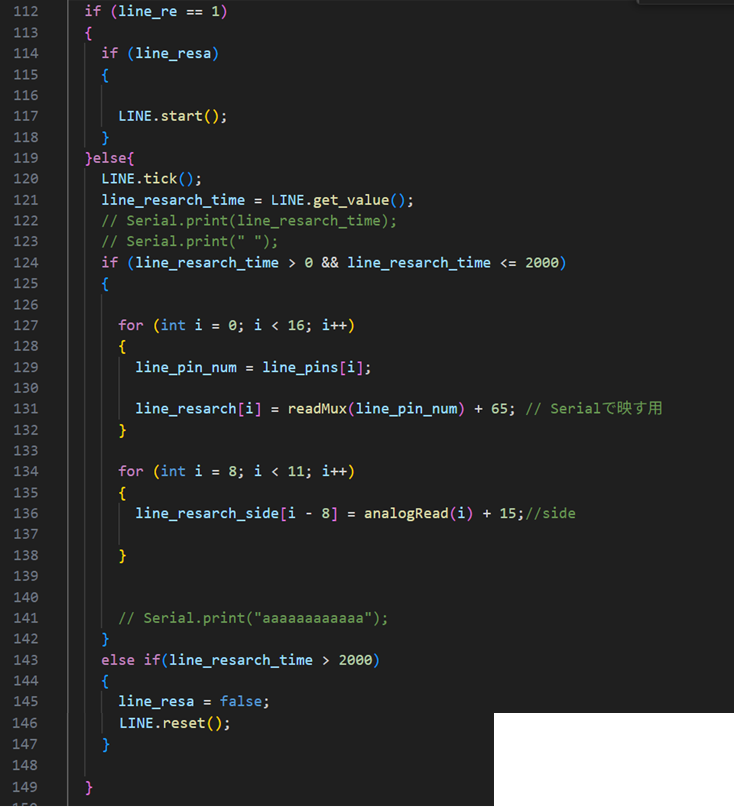 112 if (line_re == 1)
113 {
114 if (line_resa)
115 {
116
117 LINE.start();
118 }
119 }else{
120 LINE.tick();
121 line_resarch_time = LINE.get_value();
122 // Serial.print(line_resarch_time);
123 // Serial.print(" ");
124 if (line_resarch_time > 0 && line_resarch_time <= 2000)
125 {
126
127 for (int i = 0; i < 16; i++)
128 {
129 line_pin_num = line_pins[i];
130
131 line_resarch[i] = readMux(line_pin_num) + 65; // Serialで映す用
132 }
133
134 for (int i = 8; i < 11; i++)
135 {
136 line_resarch_side[i - 8] = analogRead(i) + 15;//side
137
138 }
139
140
141 // Serial.print("aaaaaaaaaaaa");
142 }
143 else if(line_resarch_time > 2000)
144 {
145 line_resa = false;
146 LINE.reset();
147 }
148
149 }